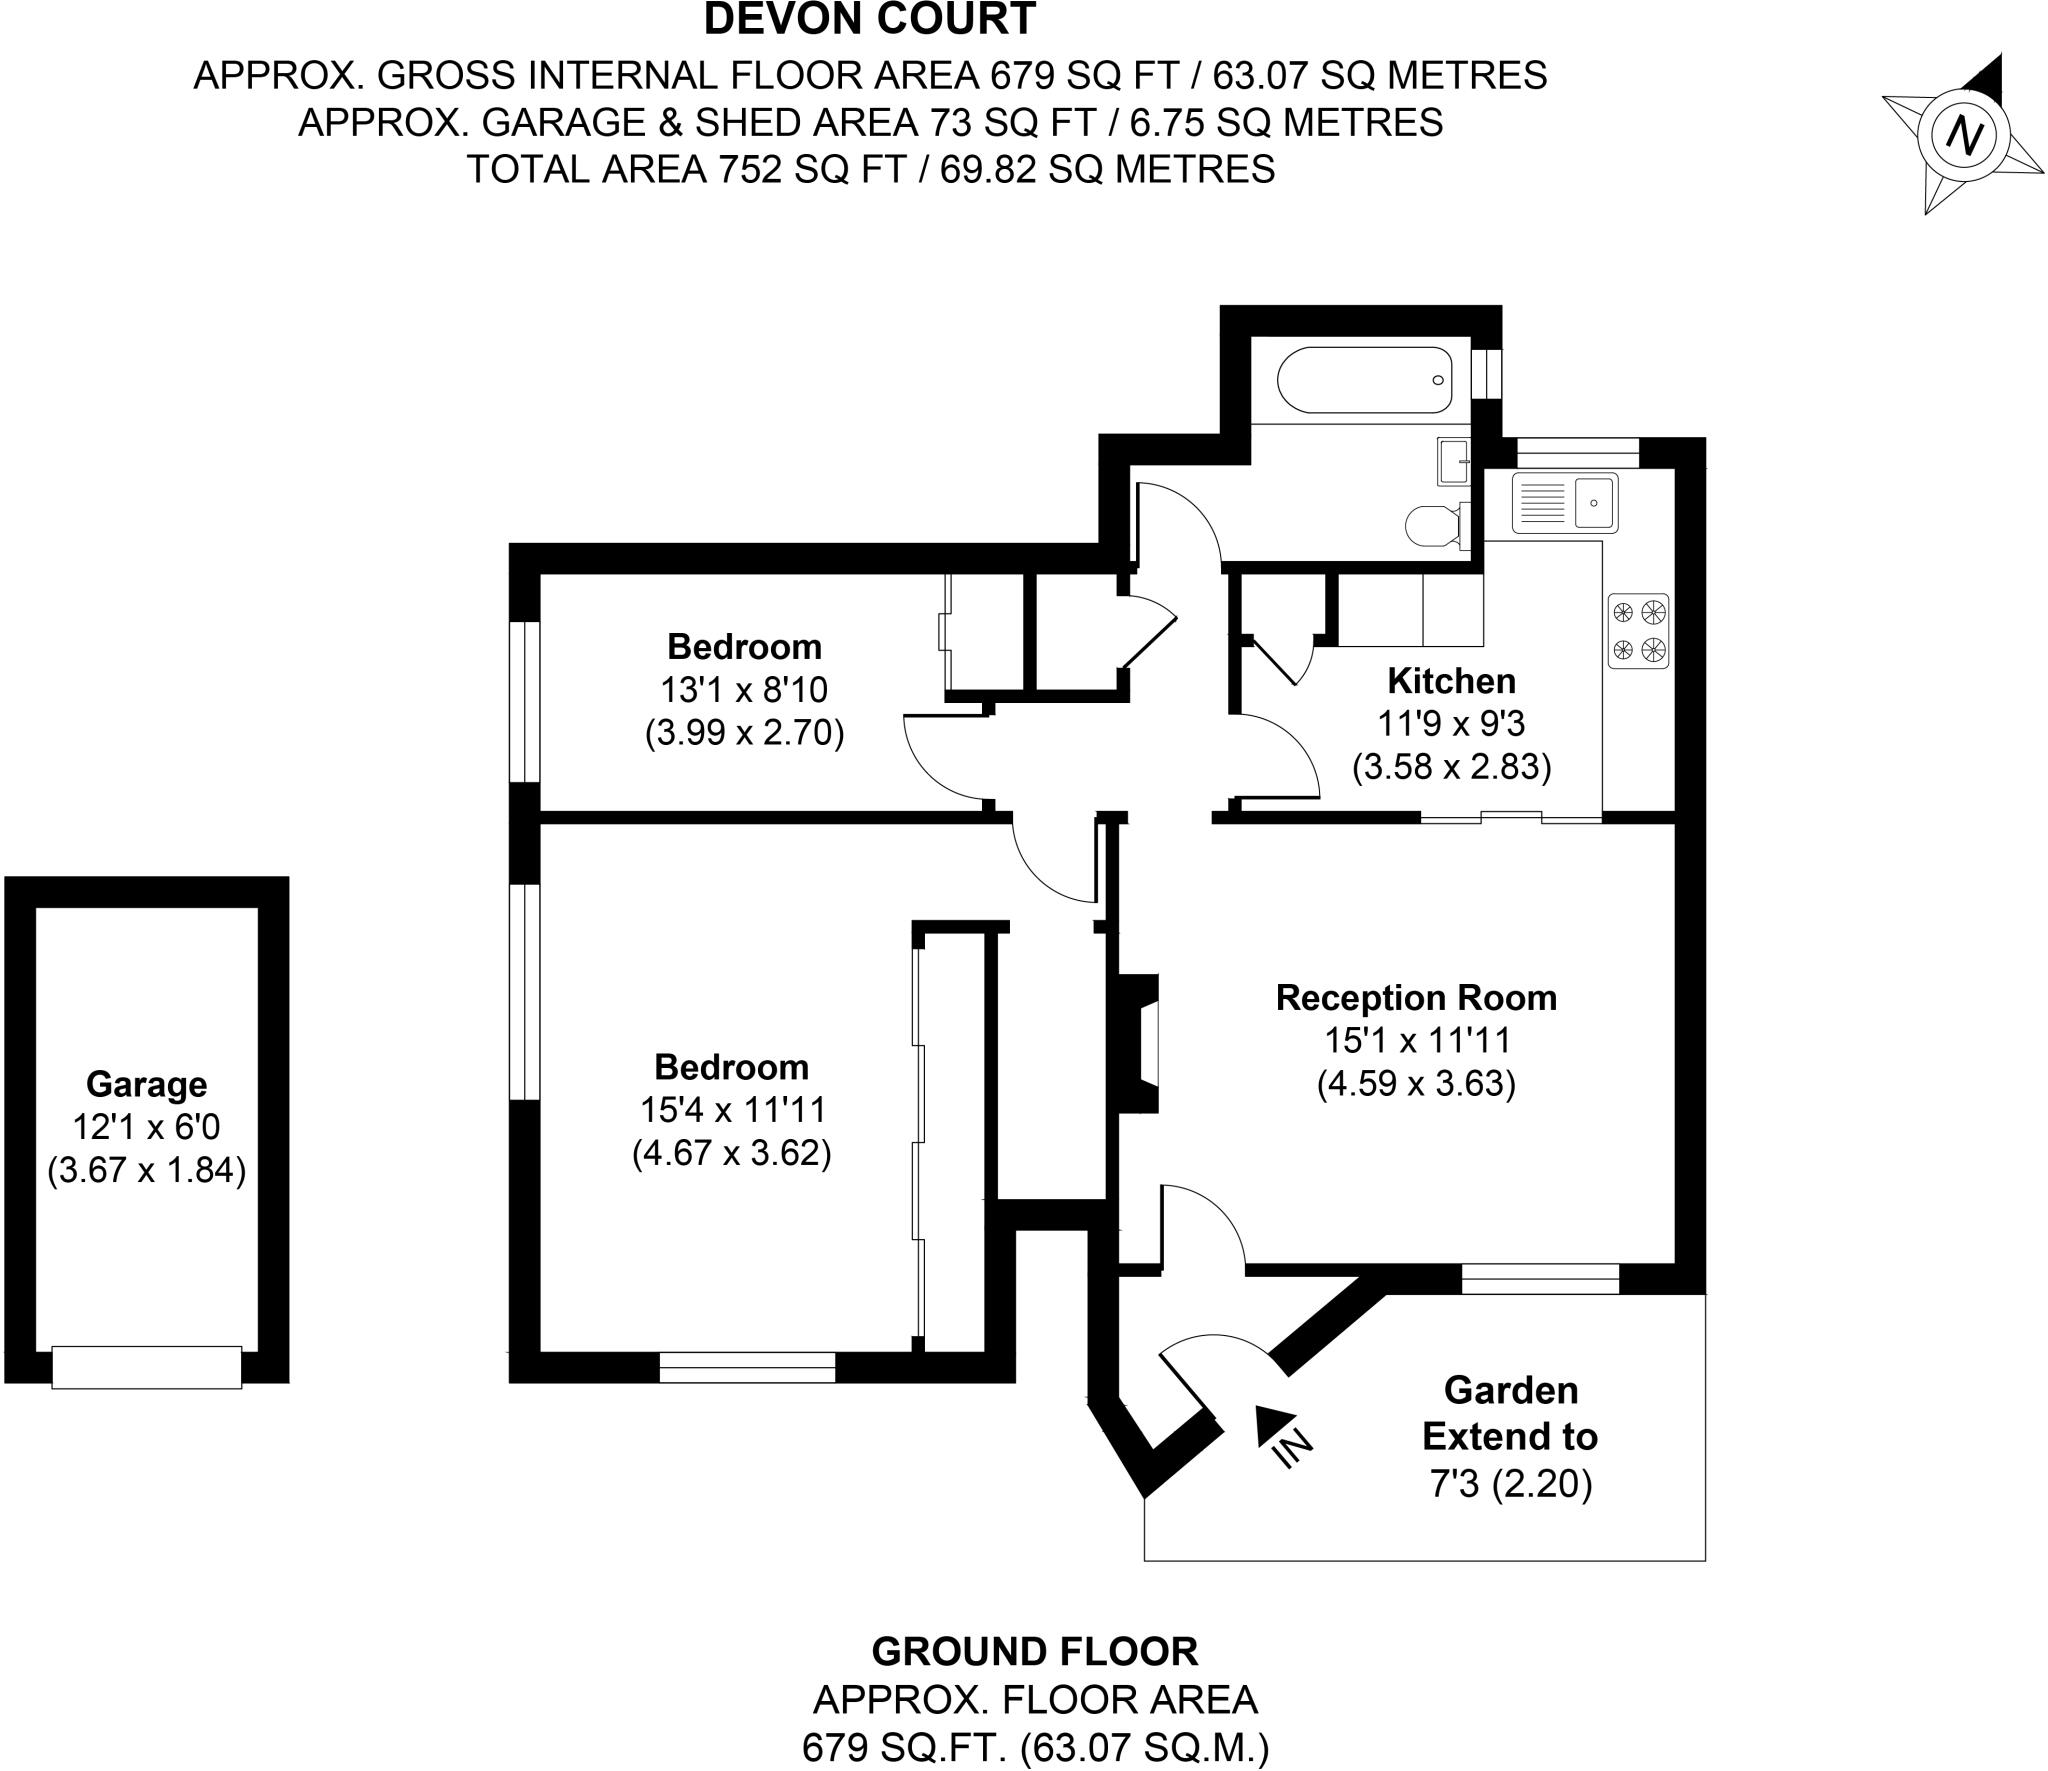 DEVON COURT
APPROX. GROSS INTERNAL FLOOR AREA 679 SQ FT / 63.07 SQ METRES
APPROX. GARAGE & SHED AREA 73 SQ FT / 6.75 SQ METRES
TOTAL AREA 752 SQ FT / 69.82 SQ METRES
N
Bedroom
13'1 x 8'10
(3.99 x 2.70)
Kitchen
11'9 x 9'3
(3.58 x 2.83)
Reception Room
15'1 x 11'11
(4.59 x 3.63)
Bedroom
15'4 x 11'11
(4.67 x 3.62)
Garage
12'1 x 6'0
(3.67 x 1.84)
IN
Garden
Extend to
7'3 (2.20)
GROUND FLOOR
APPROX. FLOOR AREA
679 SQ.FT. (63.07 SQ.M.)